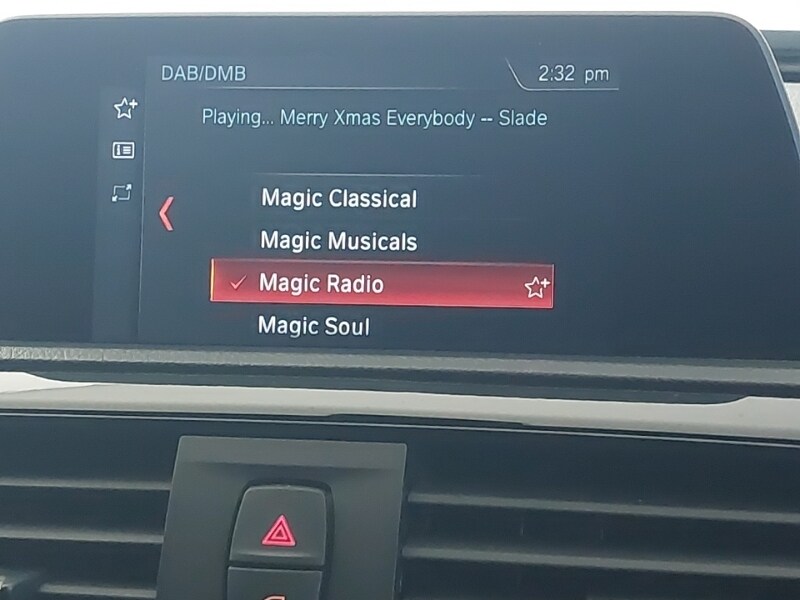 DAB/DMB
2:32 pm
Playing... Merry Xmas Everybody -- Slade
Magic Classical
Magic Musicals
Magic Radio
Magic Soul